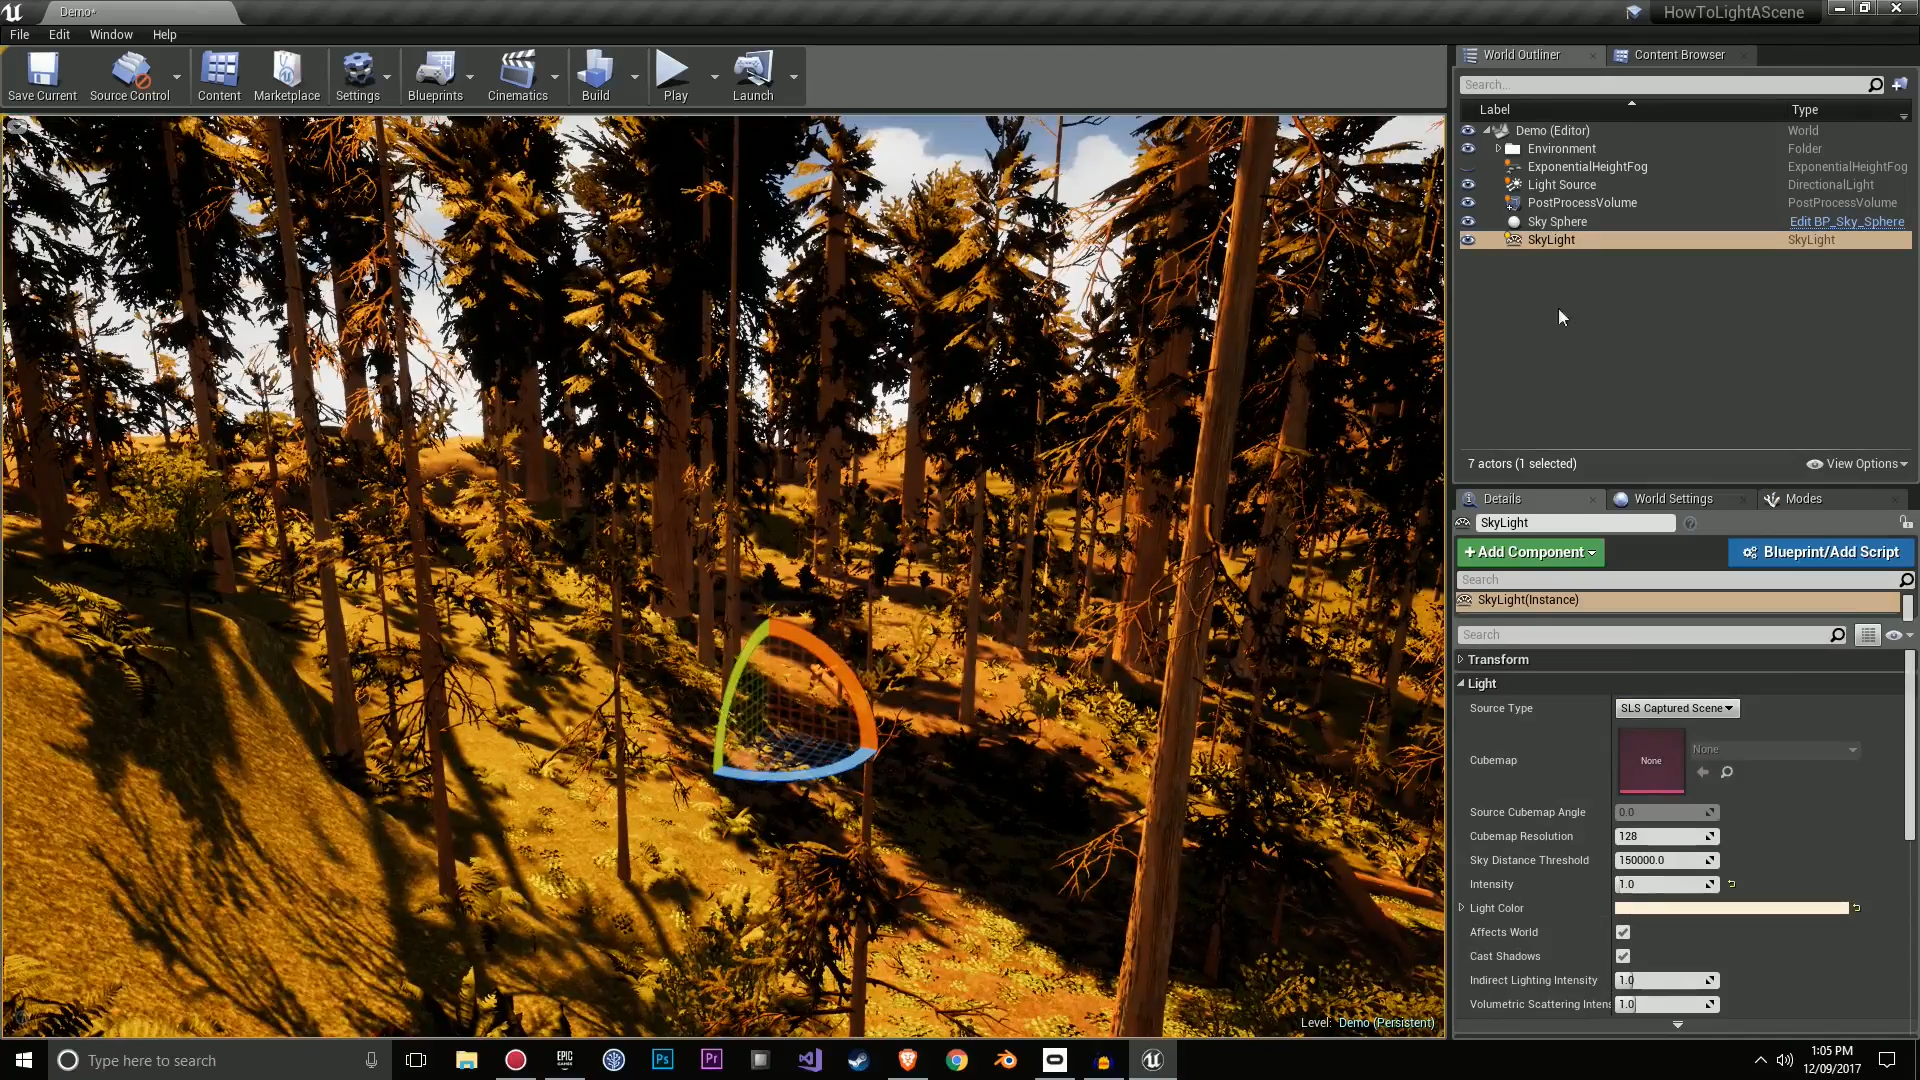 Demo*
HowToLightAScene
File Edit Window Help
Save Current Source Control Content Marketplace Settings Blueprints Cinematics Build Play Launch
World Outliner Content Browser
Search...
Label Type
Demo (Editor) World
Environment Folder
ExponentialHeightFog ExponentialHeightFog
Light Source DirectionalLight
PostProcessVolume PostProcessVolume
Sky Sphere Edit BP_Sky_Sphere
SkyLight SkyLight
7 actors (1 selected) View Options
Details World Settings Modes
SkyLight
+Add Component Blueprint/Add Script
Search
SkyLight(Instance)
Search
Transform
Light
Source Type SLS Captured Scene
Cubemap None None
Source Cubemap Angle 0.0
Cubemap Resolution 128
Sky Distance Threshold 150000.0
Intensity 1.0
Light Color
Affects World
Cast Shadows
Indirect Lighting Intensity 1.0
Volumetric Scattering Intens 1.0
Level: Demo (Persistent)
Type here to search
EPIC GAMES
Ps
Pr
1:05 PM
12/09/2017